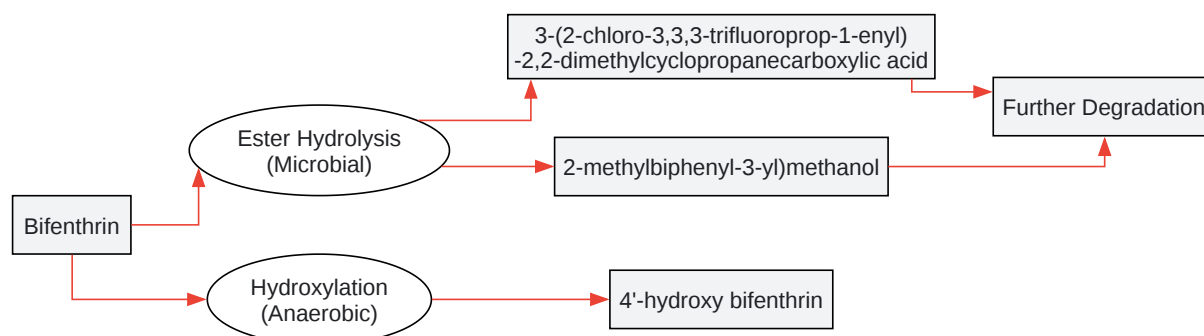 3-(2-chloro-3,3,3-trifluoroprop-1-enyl)
-2,2-dimethylcyclopropanecarboxylic acid
Further Degradation
Ester Hydrolysis
(Microbial)
2-methylbiphenyl-3-yl)methanol
Bifenthrin
Hydroxylation
(Anaerobic)
4'-hydroxy bifenthrin